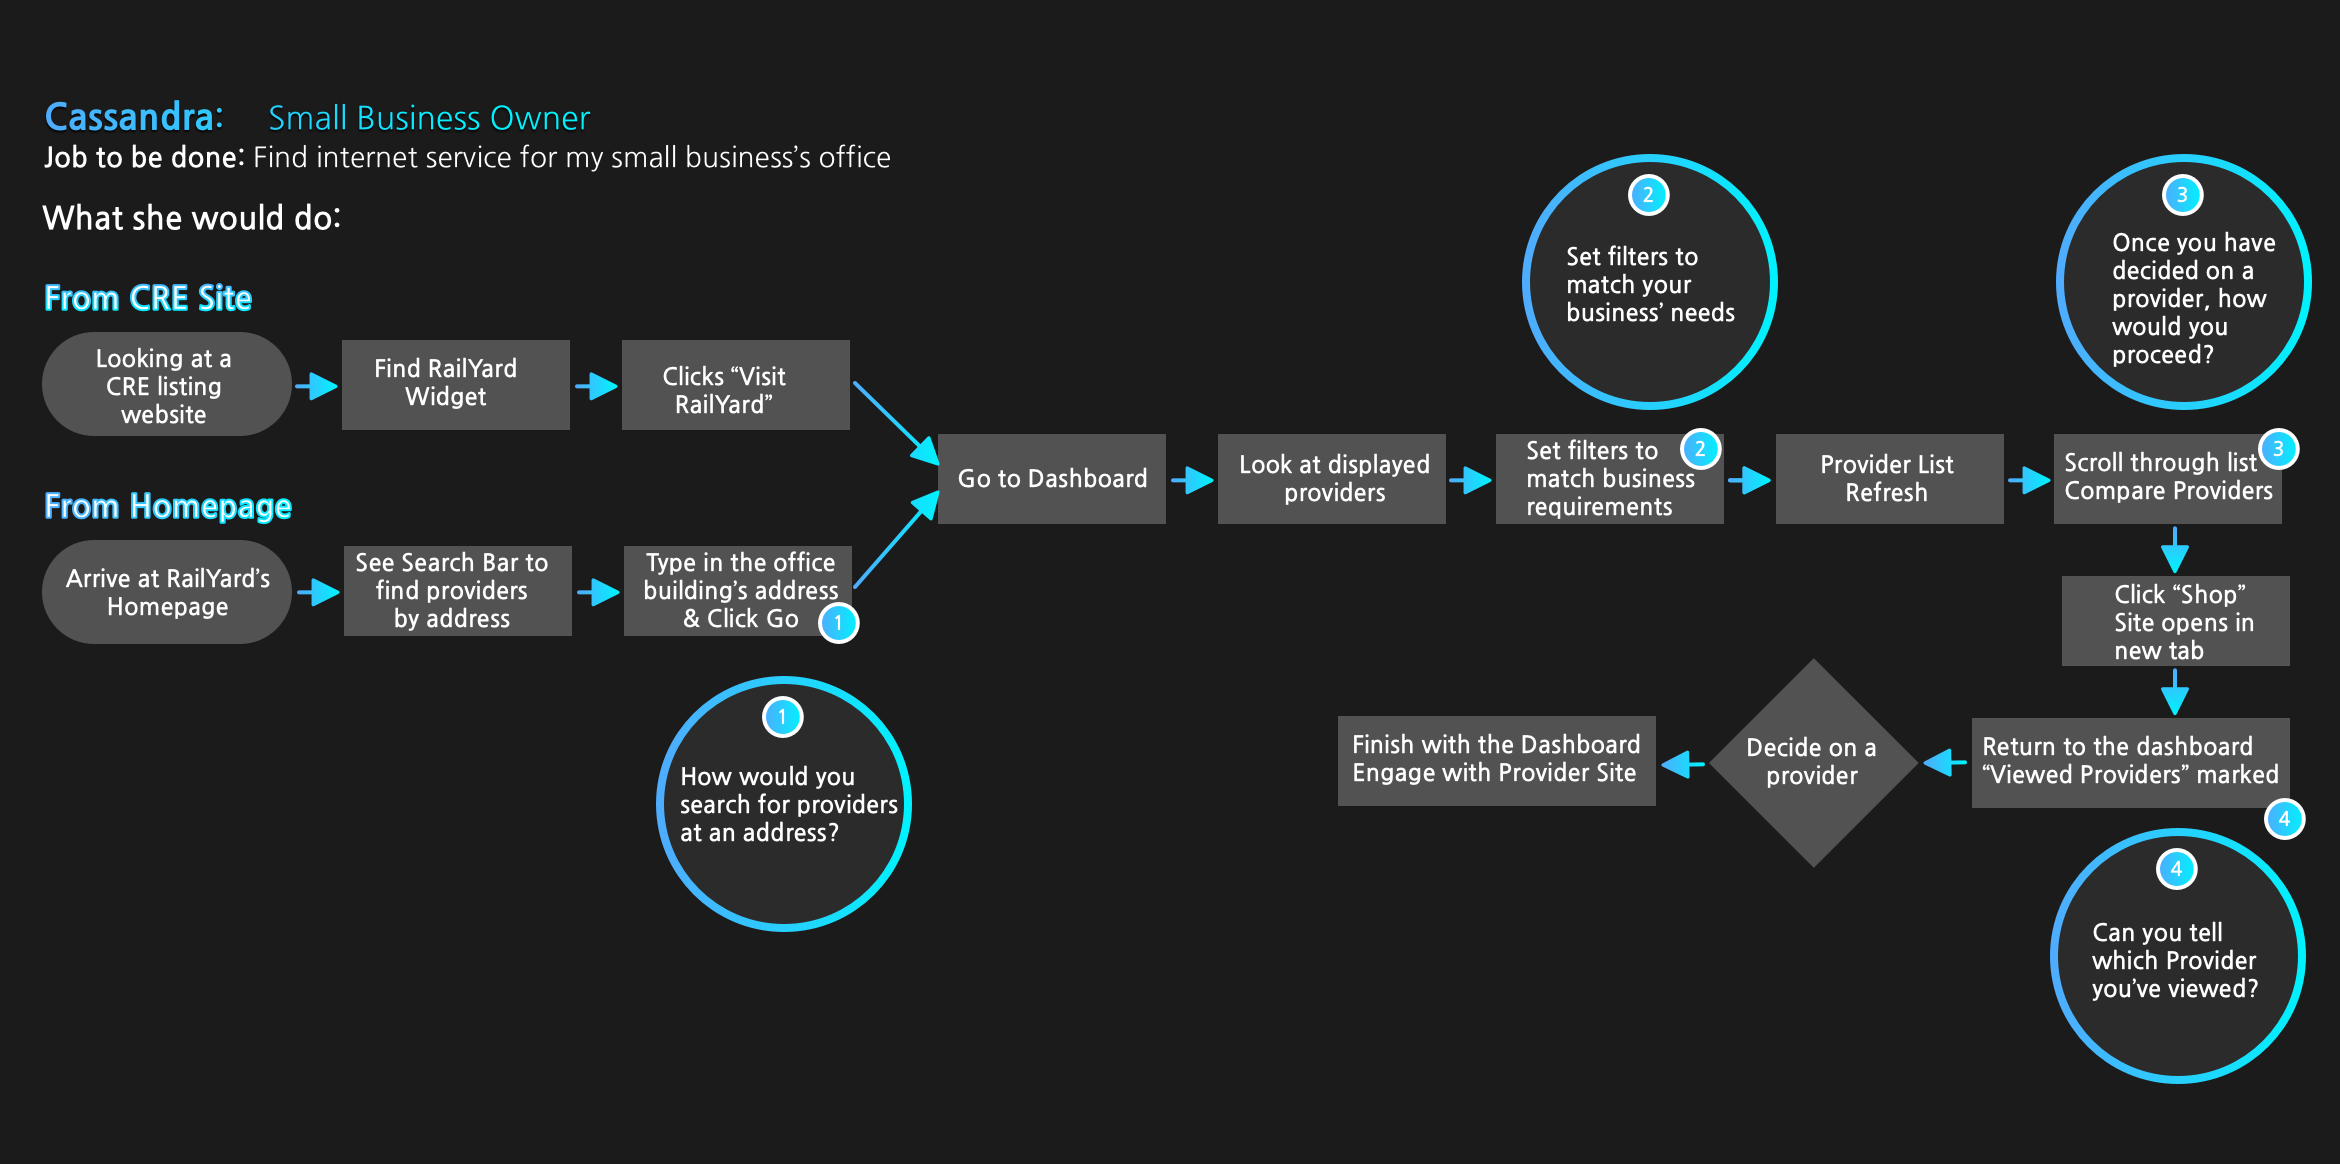 Cassandra: Small Business Owner
Job to be done: Find internet service for my small business’s office
What she would do:
From CRE Site
Looking at a
CRE listing
website
Find RailYard
Widget
Clicks “Visit
RailYard”
From Homepage
Arrive at RailYard’s
Homepage
See Search Bar to
find providers
by address
Type in the office
building’s address
& Click Go
1
1
How would you
search for providers
at an address?
Go to Dashboard
Look at displayed
providers
2
Set filters to
match your
business’ needs
Set filters to
match business
requirements
2
Provider List
Refresh
3
Once you have
decided on a
provider, how
would you
proceed?
Scroll through list
Compare Providers
3
Click “Shop”
Site opens in
new tab
Return to the dashboard
“Viewed Providers” marked
4
4
Can you tell
which Provider
you’ve viewed?
Decide on a
provider
Finish with the Dashboard
Engage with Provider Site